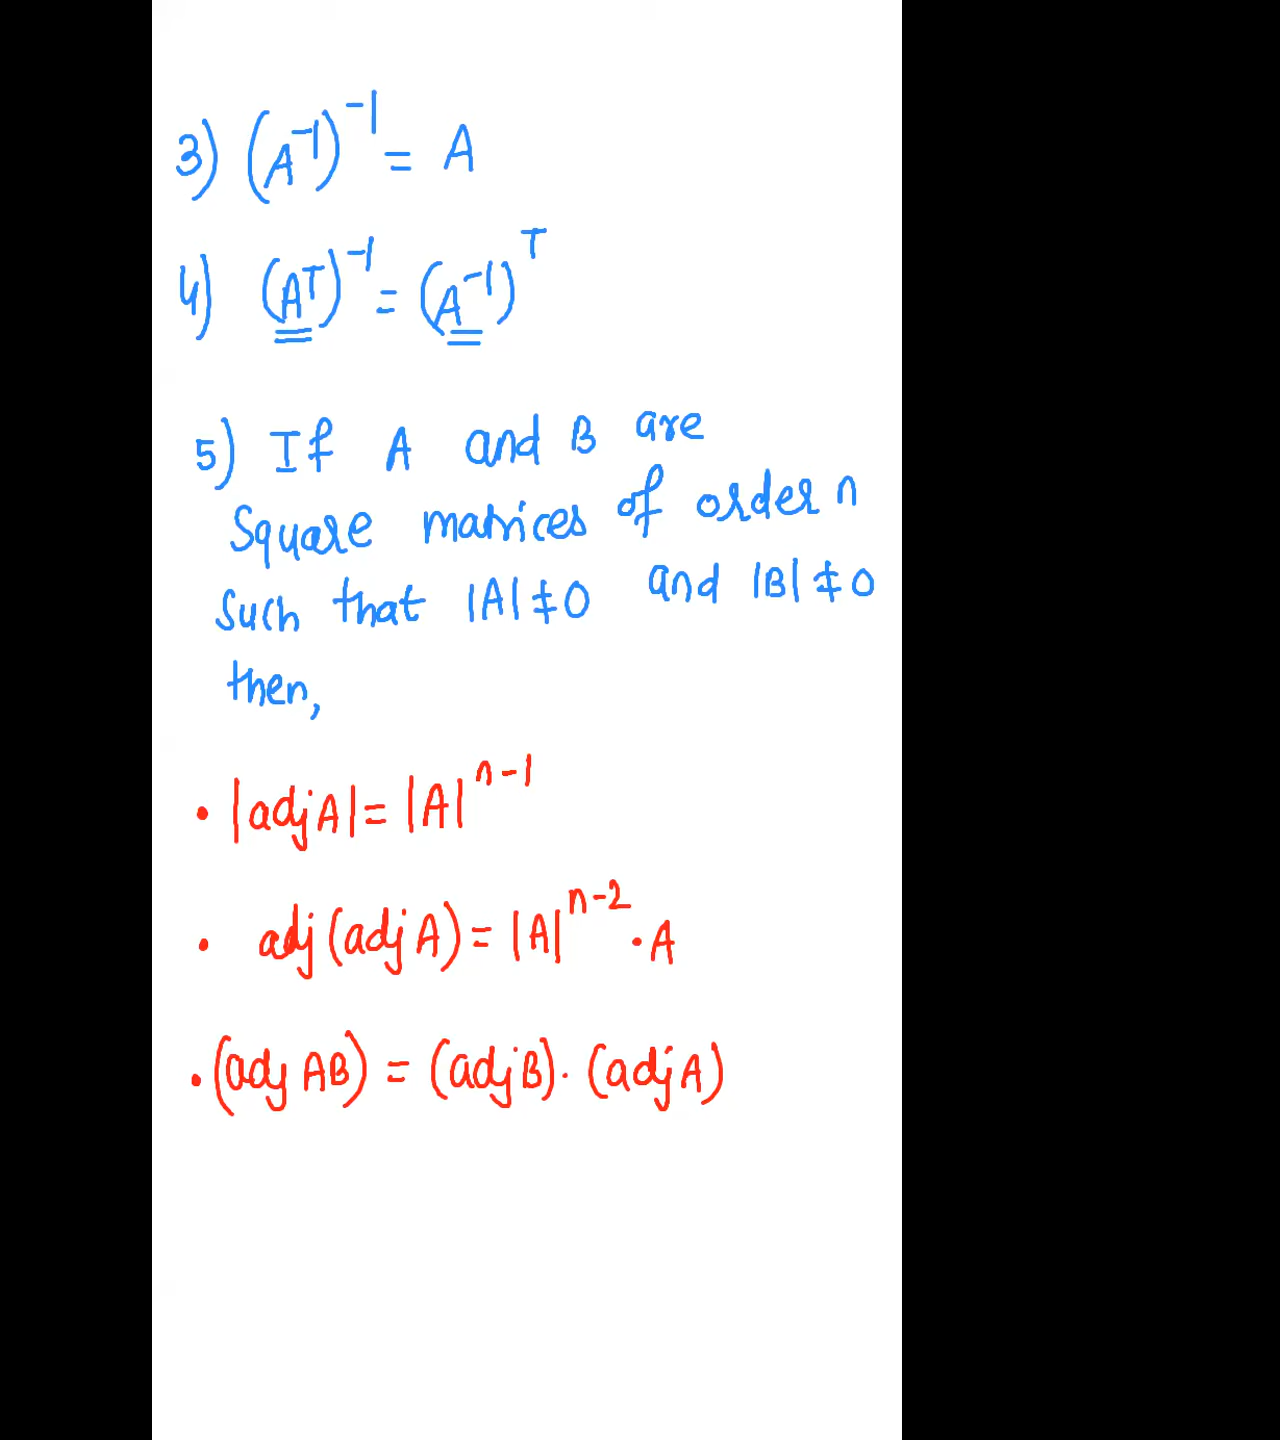 3) (A⁻¹)⁻¹ = A
4) (Aᵀ)⁻¹ = (A⁻¹)ᵀ
5) If A and B are
Square matrices of order n
Such that |A| ≠ 0 and |B| ≠ 0
then,
• |adj A| = |A|ⁿ⁻¹
• adj (adj A) = |A|ⁿ⁻² · A
• (adj AB) = (adj B) · (adj A)